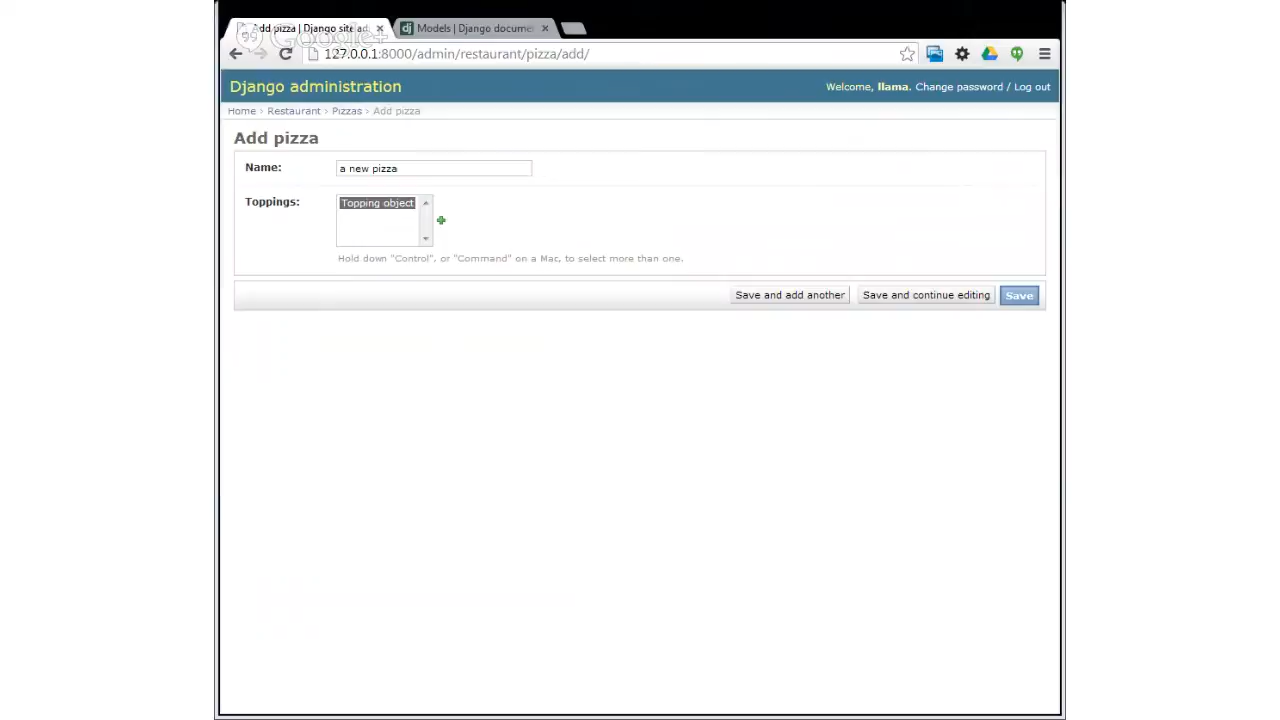 Add pizza | Django site ad
Models | Django docume
Google+
127.0.0.1:8000/admin/restaurant/pizza/add/
Django administration
Welcome, llama. Change password / Log out
Home › Restaurant › Pizzas › Add pizza
Add pizza
Name: a new pizza
Toppings: Topping object
Hold down "Control", or "Command" on a Mac, to select more than one.
Save and add another Save and continue editing Save